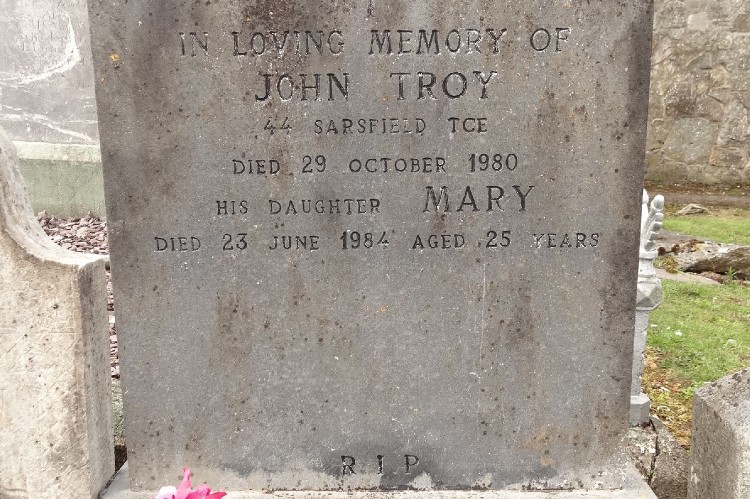 IN LOVING MEMORY OF
JOHN TROY
44 SARSFIELD TCE
DIED 29 OCTOBER 1980
HIS DAUGHTER MARY
DIED 23 JUNE 1984 AGED 25 YEARS
R I P